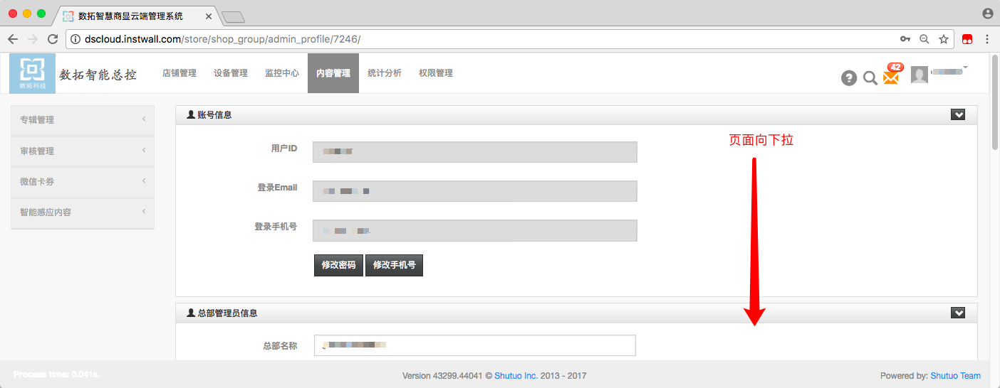 数拓智慧商显云端管理系统
dscloud.instwall.com/store/shop_group/admin_profile/7246/
数拓科技
数拓智能总控
店铺管理 设备管理 监控中心 内容管理 统计分析 权限管理
? 42
专辑管理
审核管理
微信卡券
智能感应内容
账号信息
页面向下拉
用户ID
登录Email
登录手机号
修改密码 修改手机号
总部管理员信息
总部名称
Process time: 0.041s.
Version 43299.44041 © Shutuo Inc. 2013 - 2017
Powered by: Shutuo Team